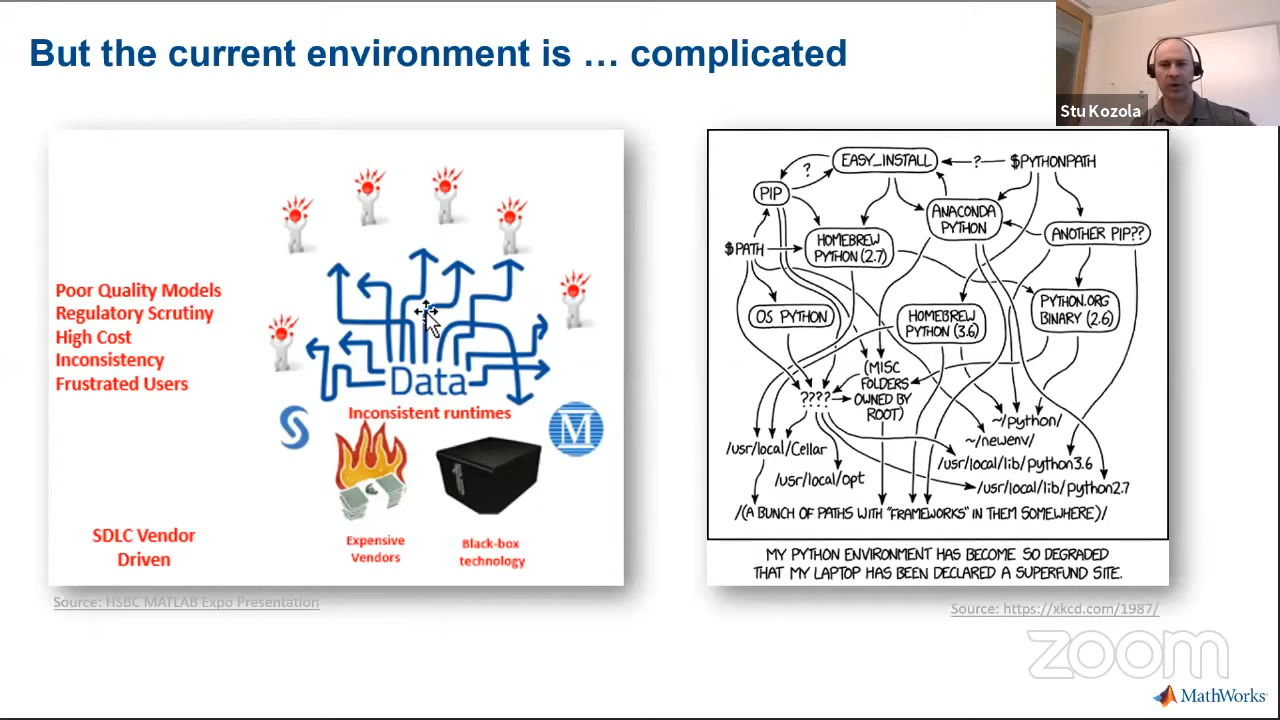 But the current environment is … complicated
Stu Kozola
Poor Quality Models
Regulatory Scrutiny
High Cost
Inconsistency
Frustrated Users
Data
Inconsistent runtimes
S
M
Expensive
Vendors
Black-box
technology
SDLC Vendor
Driven
Source: HSBC MATLAB Expo Presentation
EASY_INSTALL
?
$PYTHONPATH
?
PIP
ANACONDA
PYTHON
ANOTHER PIP??
$PATH
HOMEBREW
PYTHON (2.7)
OS PYTHON
HOMEBREW
PYTHON (3.6)
PYTHON.ORG
BINARY (2.6)
(MISC
FOLDERS
OWNED BY
ROOT)
????
~/python/
~/newenv/
/usr/local/Cellar
/usr/local/lib/python3.6
/usr/local/opt
/usr/local/lib/python2.7
/(A BUNCH OF PATHS WITH "FRAMEWORKS" IN THEM SOMEWHERE)/
MY PYTHON ENVIRONMENT HAS BECOME SO DEGRADED
THAT MY LAPTOP HAS BEEN DECLARED A SUPERFUND SITE.
Source: https://xkcd.com/1987/
zoom
MathWorks